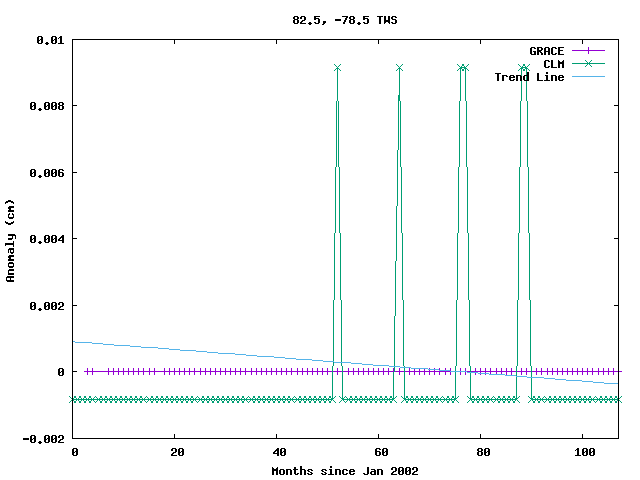 82.5, -78.5 TWS
GRACE
CLM
Trend Line
0.01
0.008
0.006
0.004
0.002
0
-0.002
Anomaly (cm)
0 20 40 60 80 100
Months since Jan 2002